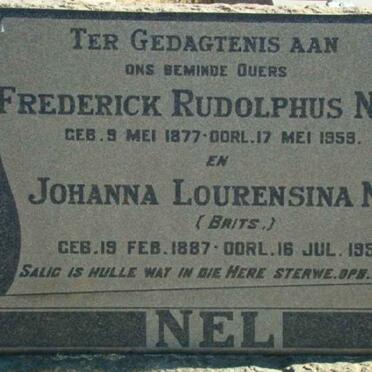 TER GEDAGTENIS AAN
ONS BEMINDE OUERS
FREDERICK RUDOLPHUS N
GEB. 9 MEI 1877 - OORL. 17 MEI 1959.
EN
JOHANNA LOURENSINA N
(BRITS.)
GEB. 19 FEB. 1887 - OORL. 16 JUL. 195
SALIG IS HULLE WAT IN DIE HERE STERWE. OPB.
NEL